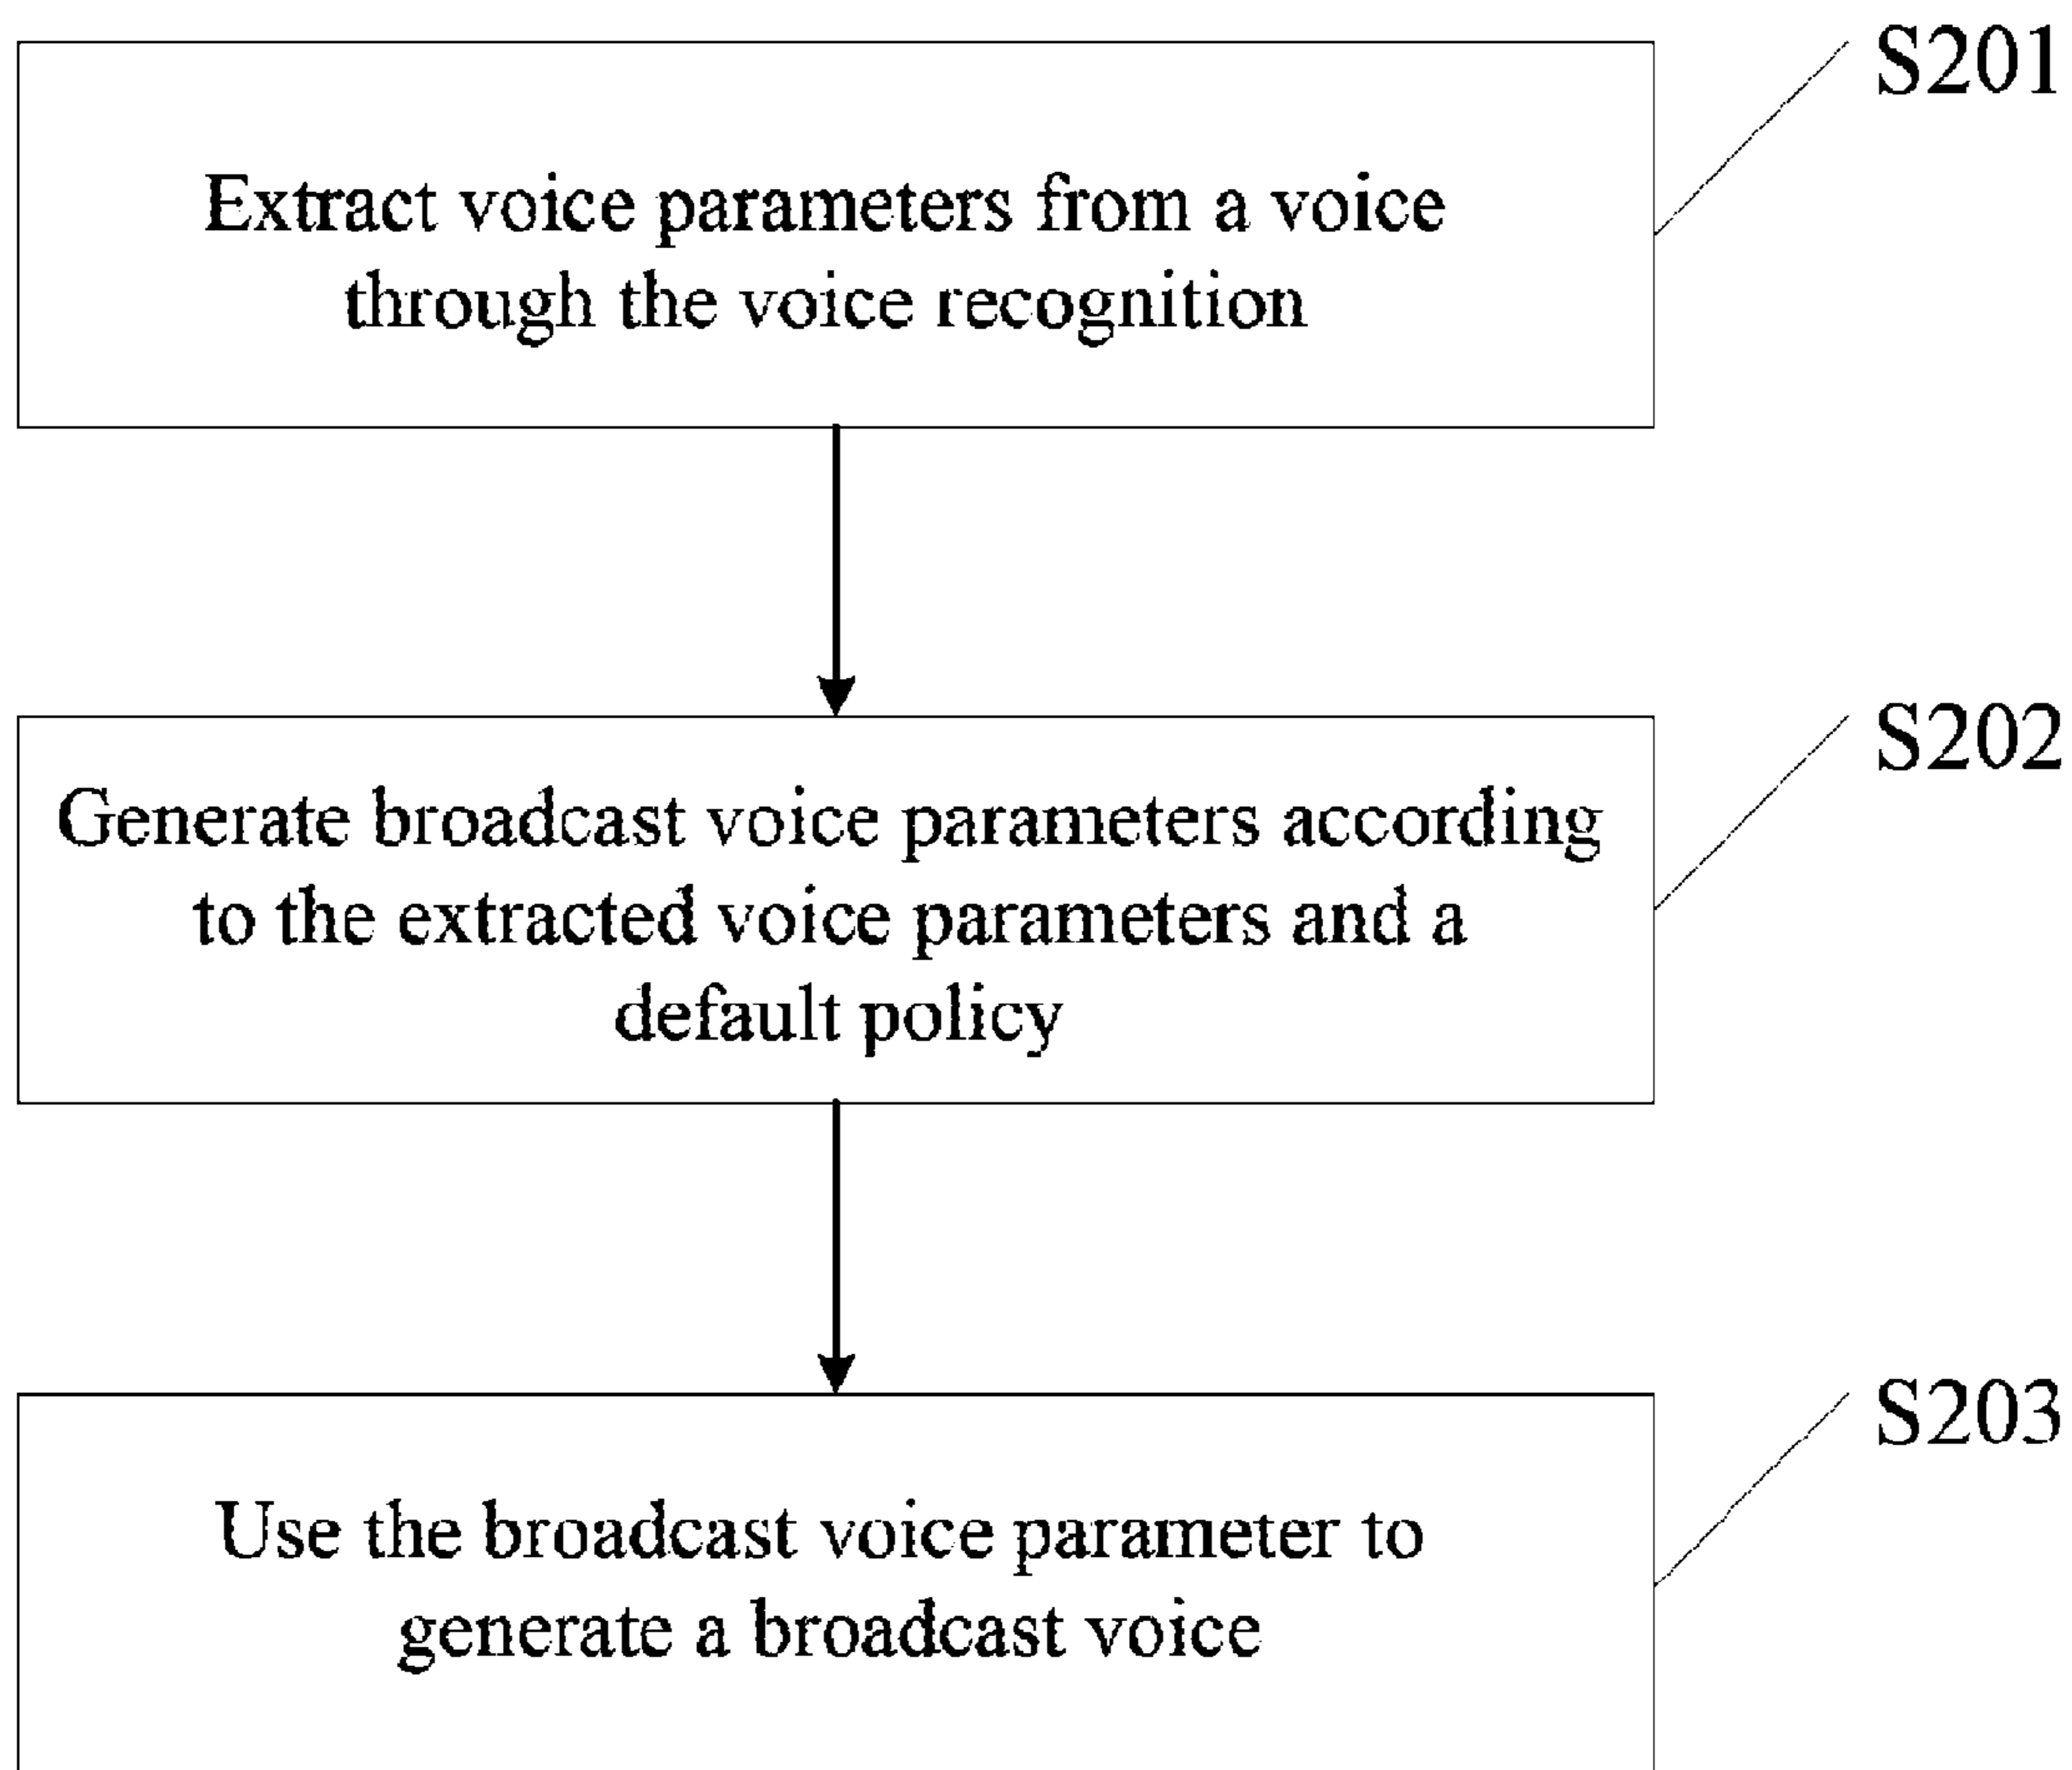 S201
Extract voice parameters from a voice
through the voice recognition
S202
Generate broadcast voice parameters according
to the extracted voice parameters and a
default policy
S203
Use the broadcast voice parameter to
generate a broadcast voice